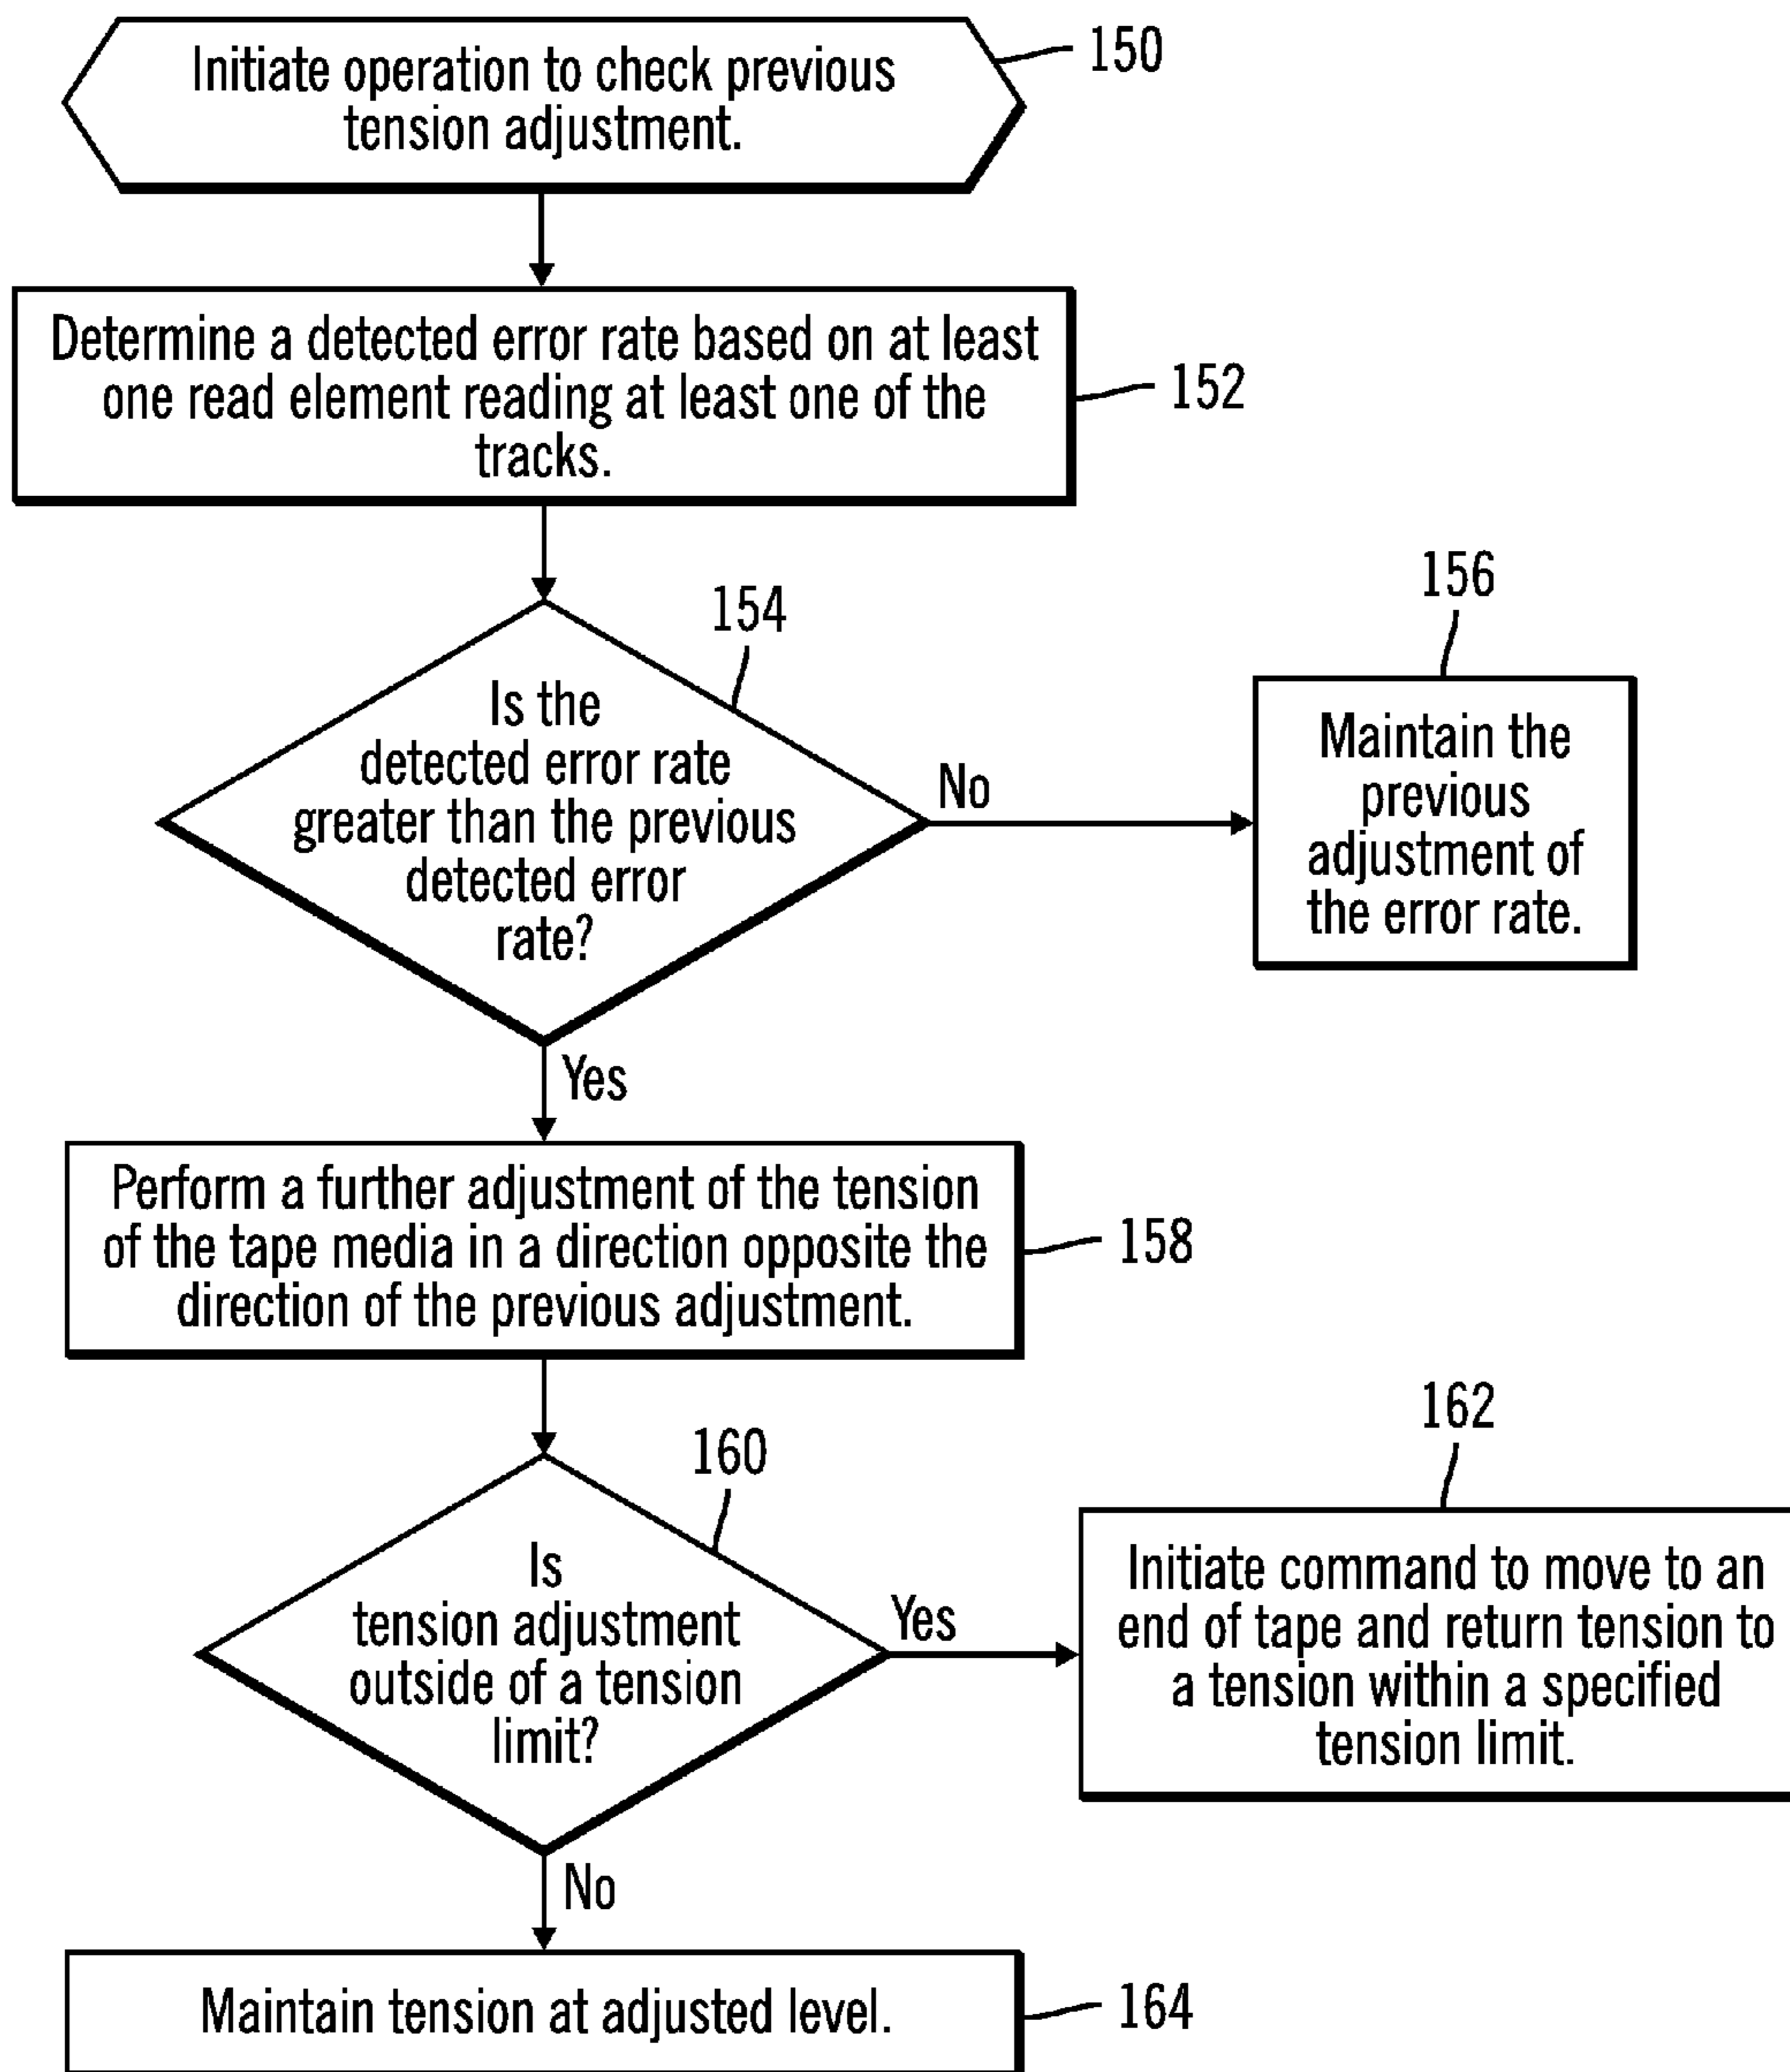 Initiate operation to check previous
tension adjustment.
150
Determine a detected error rate based on at least
one read element reading at least one of the
tracks.
152
154
Is the
detected error rate
greater than the previous
detected error
rate?
No
156
Maintain the
previous
adjustment of
the error rate.
Yes
Perform a further adjustment of the tension
of the tape media in a direction opposite the
direction of the previous adjustment.
158
160
Is
tension adjustment
outside of a tension
limit?
Yes
162
Initiate command to move to an
end of tape and return tension to
a tension within a specified
tension limit.
No
Maintain tension at adjusted level.
164